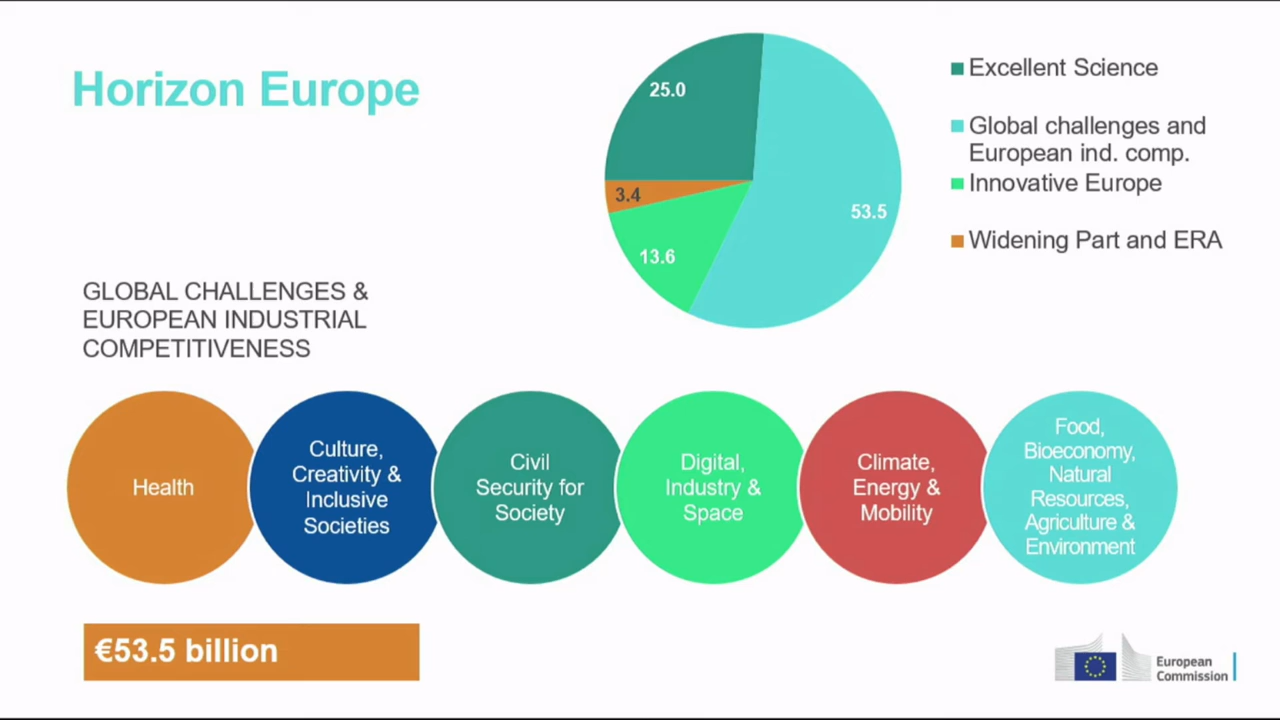 Horizon Europe
25.0
3.4
13.6
53.5
Excellent Science
Global challenges and
European ind. comp.
Innovative Europe
Widening Part and ERA
GLOBAL CHALLENGES &
EUROPEAN INDUSTRIAL
COMPETITIVENESS
Health
Culture,
Creativity &
Inclusive
Societies
Civil
Security for
Society
Digital,
Industry &
Space
Climate,
Energy &
Mobility
Food,
Bioeconomy,
Natural
Resources,
Agriculture &
Environment
€53.5 billion
European
Commission